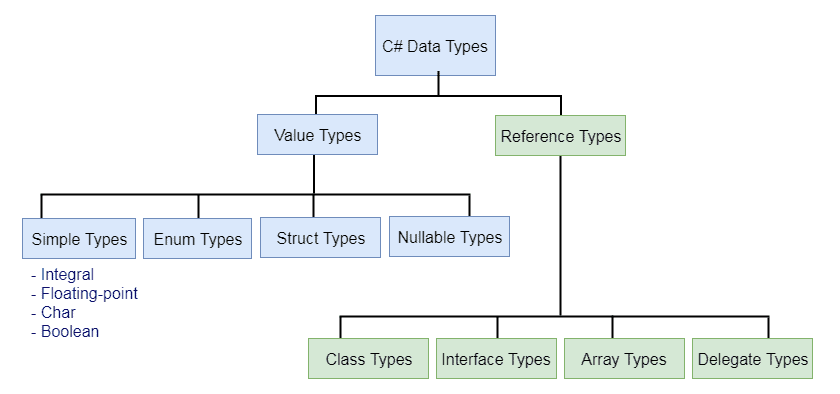 C# Data Types
Value Types
Reference Types
Simple Types
Enum Types
Struct Types
Nullable Types
- Integral
- Floating-point
- Char
- Boolean
Class Types
Interface Types
Array Types
Delegate Types